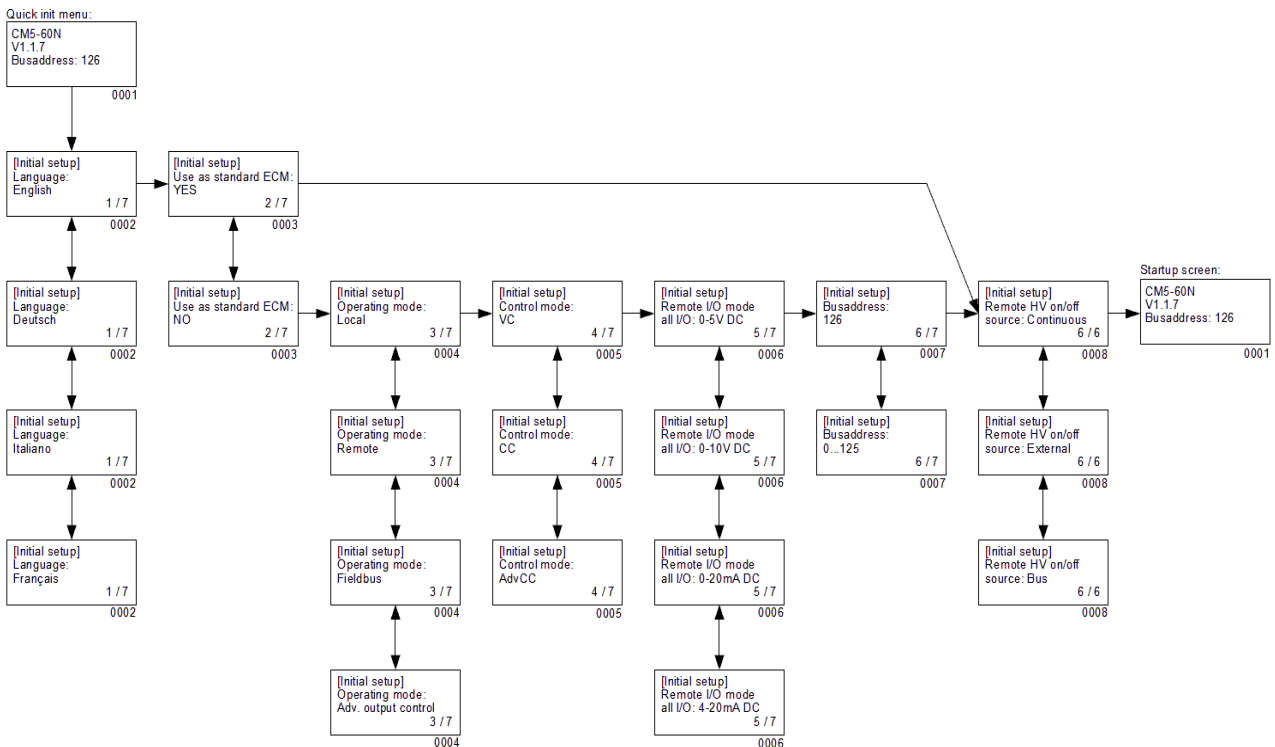 Quick init menu:
CM5-60N
V1.1.7
Busaddress: 126
0001
[Initial setup]
Language:
English
1 / 7
0002
[Initial setup]
Use as standard ECM:
YES
2 / 7
0003
[Initial setup]
Language:
Deutsch
1 / 7
0002
[Initial setup]
Use as standard ECM:
NO
2 / 7
0003
[Initial setup]
Operating mode:
Local
3 / 7
0004
[Initial setup]
Control mode:
VC
4 / 7
0005
[Initial setup]
Remote I/O mode
all I/O: 0-5V DC
5 / 7
0006
[Initial setup]
Busaddress:
126
6 / 7
0007
[Initial setup]
Remote HV on/off
source: Continuous
6 / 6
0008
Startup screen:
CM5-60N
V1.1.7
Busaddress: 126
0001
[Initial setup]
Language:
Italiano
1 / 7
0002
[Initial setup]
Operating mode:
Remote
3 / 7
0004
[Initial setup]
Control mode:
CC
4 / 7
0005
[Initial setup]
Remote I/O mode
all I/O: 0-10V DC
5 / 7
0006
[Initial setup]
Busaddress:
0...125
6 / 7
0007
[Initial setup]
Remote HV on/off
source: External
6 / 6
0008
[Initial setup]
Language:
Français
1 / 7
0002
[Initial setup]
Operating mode:
Fieldbus
3 / 7
0004
[Initial setup]
Control mode:
AdvCC
4 / 7
0005
[Initial setup]
Remote I/O mode
all I/O: 0-20mA DC
5 / 7
0006
[Initial setup]
Remote HV on/off
source: Bus
6 / 6
0008
[Initial setup]
Operating mode:
Adv. output control
3 / 7
0004
[Initial setup]
Remote I/O mode
all I/O: 4-20mA DC
5 / 7
0006